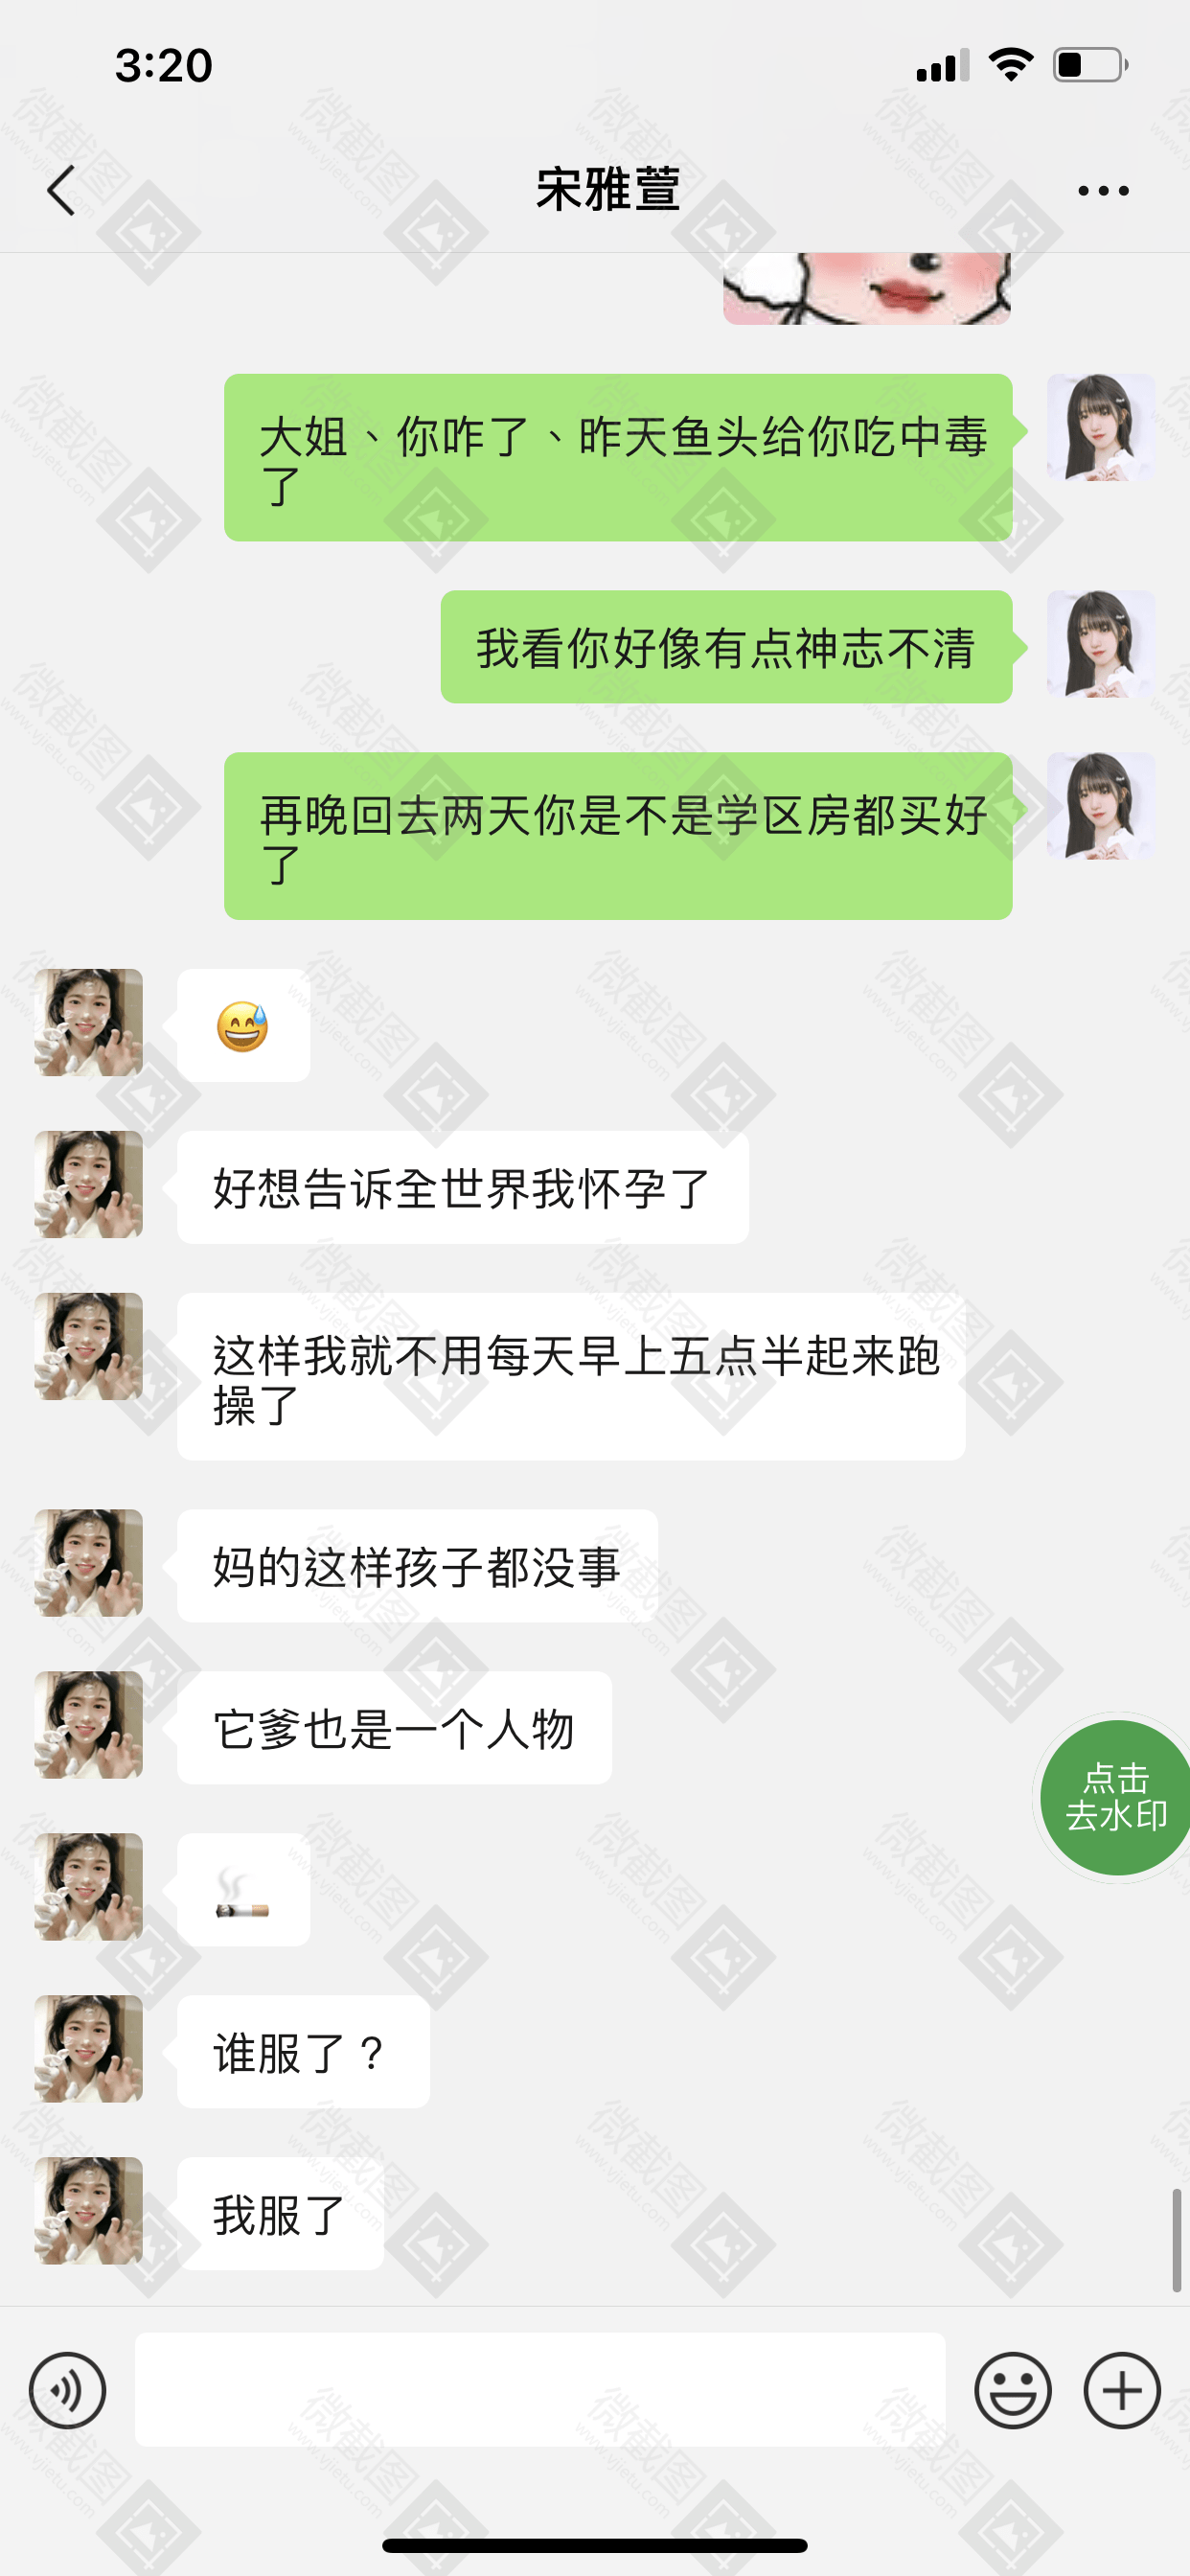 3:20
宋雅萱
大姐、你咋了、昨天鱼头给你吃中毒
了
我看你好像有点神志不清
再晚回去两天你是不是学区房都买好
了
😅
好想告诉全世界我怀孕了
这样我就不用每天早上五点半起来跑
操了
妈的这样孩子都没事
它爹也是一个人物
点击
去水印
🚬
谁服了？
我服了
微截图
www.vjietu.com